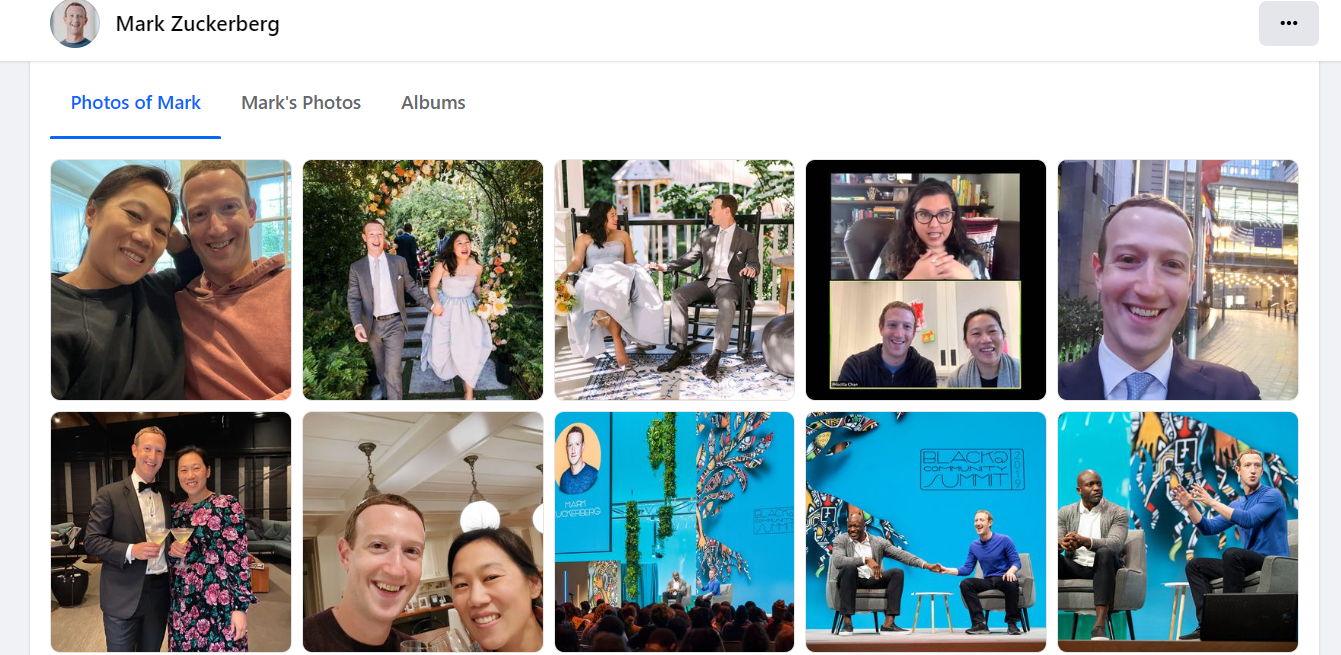 Mark Zuckerberg
Photos of Mark
Mark's Photos
Albums
Priscilla Chan
MARK
ZUCKERBERG
BLACK@
COMMUNITY
SUMMIT
2019